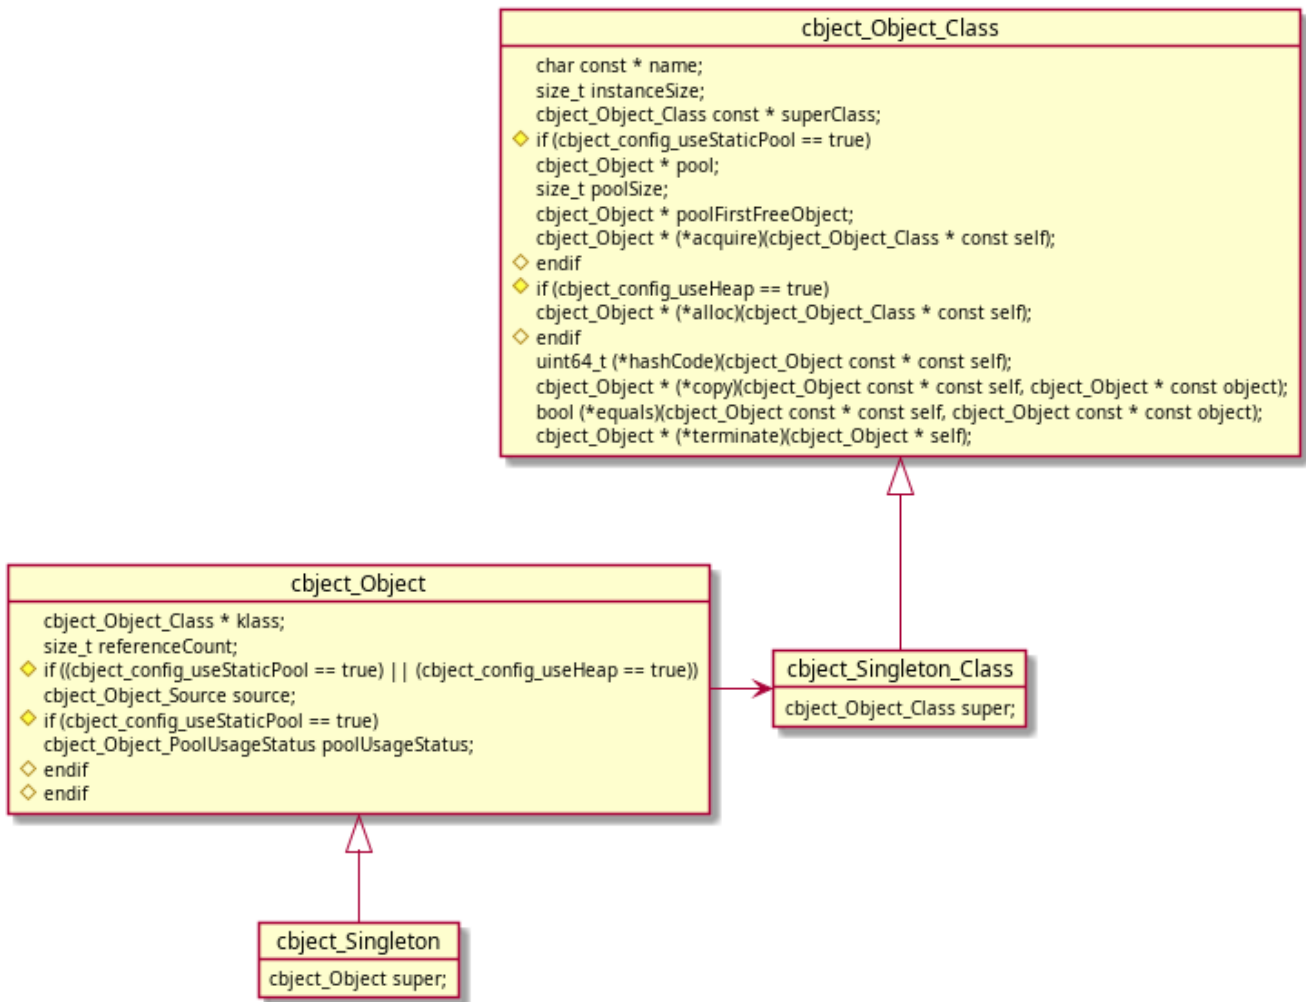 cbject_Object_Class
char const * name;
size_t instanceSize;
cbject_Object_Class const * superClass;
if (cbject_config_useStaticPool == true)
cbject_Object * pool;
size_t poolSize;
cbject_Object * poolFirstFreeObject;
cbject_Object * (*acquire)(cbject_Object_Class * const self);
endif
if (cbject_config_useHeap == true)
cbject_Object * (*alloc)(cbject_Object_Class * const self);
endif
uint64_t (*hashCode)(cbject_Object const * const self);
cbject_Object * (*copy)(cbject_Object const * const self, cbject_Object * const object);
bool (*equals)(cbject_Object const * const self, cbject_Object const * const object);
cbject_Object * (*terminate)(cbject_Object * self);
cbject_Object
cbject_Object_Class * klass;
size_t referenceCount;
if ((cbject_config_useStaticPool == true) || (cbject_config_useHeap == true))
cbject_Object_Source source;
if (cbject_config_useStaticPool == true)
cbject_Object_PoolUsageStatus poolUsageStatus;
endif
endif
cbject_Singleton_Class
cbject_Object_Class super;
cbject_Singleton
cbject_Object super;